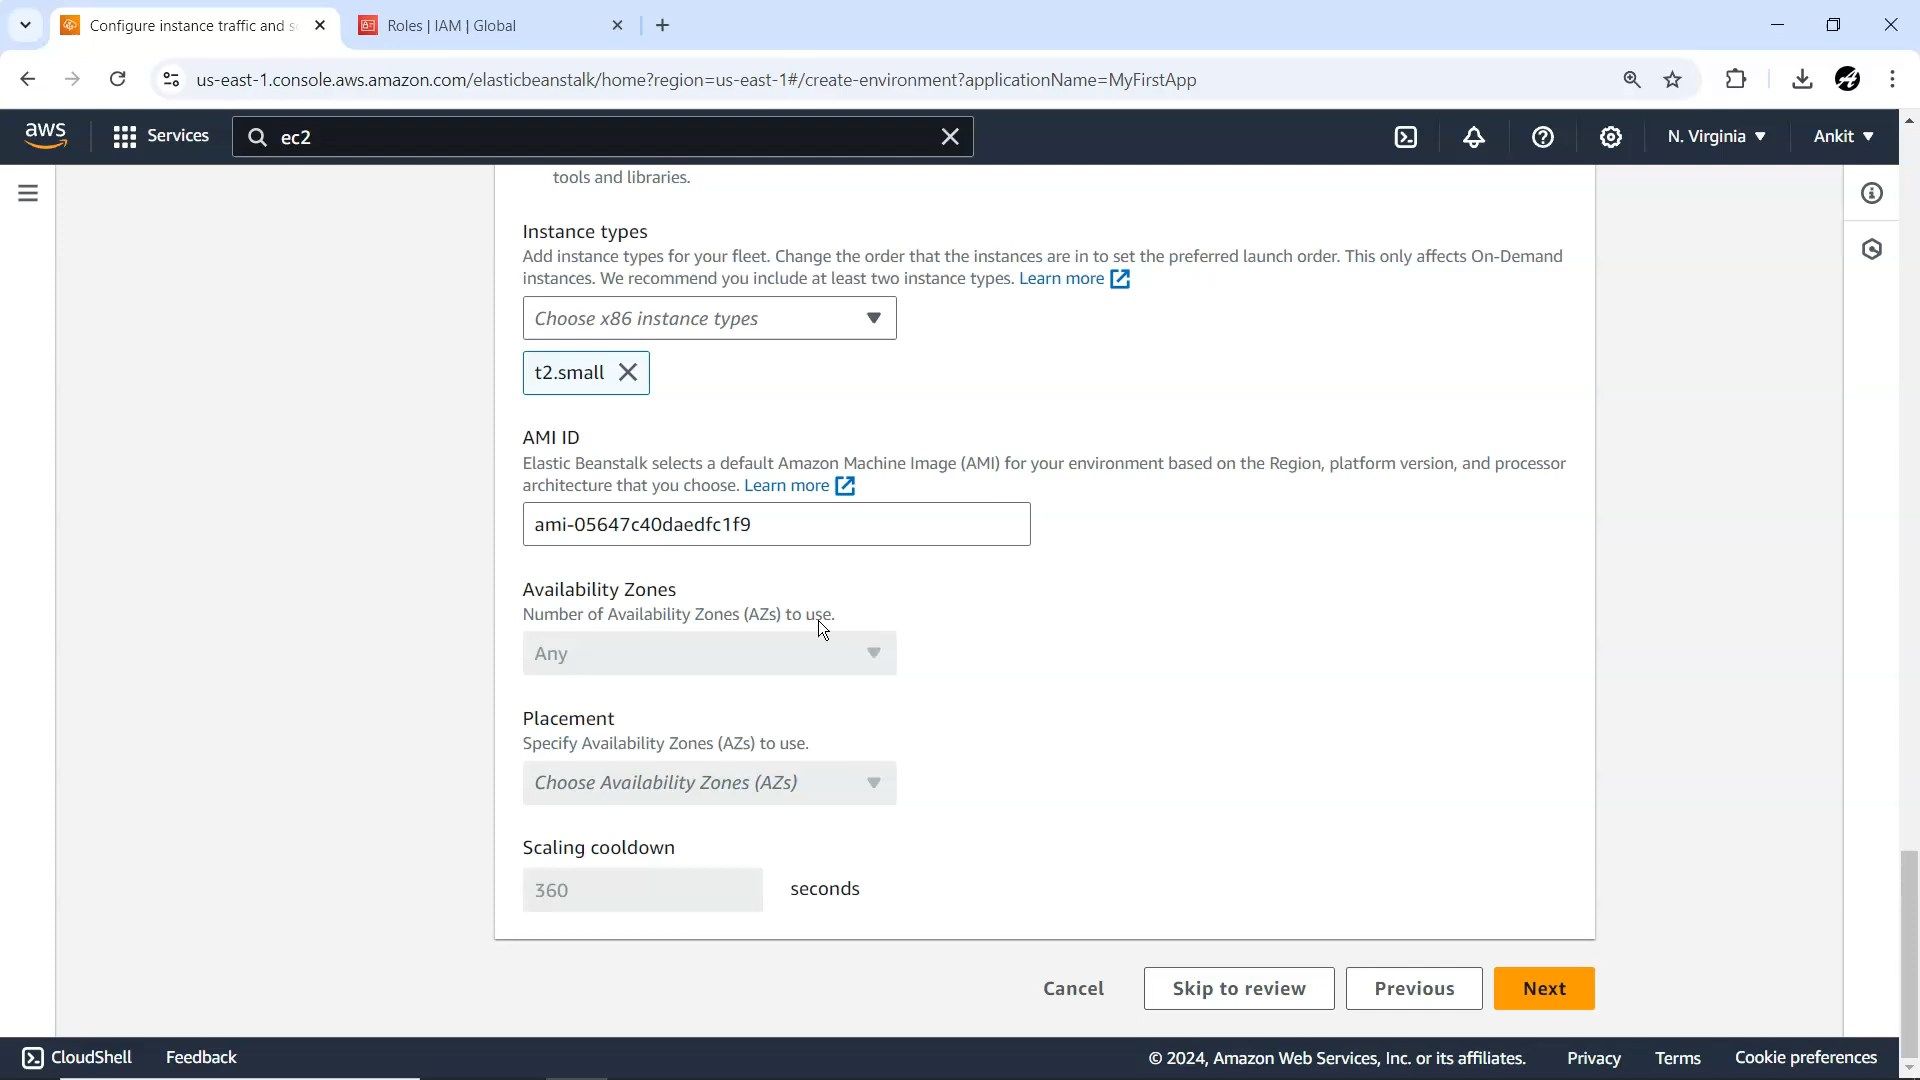 Configure instance traffic and s
Roles | IAM | Global
us-east-1.console.aws.amazon.com/elasticbeanstalk/home?region=us-east-1#/create-environment?applicationName=MyFirstApp
aws
Services
ec2
N. Virginia
Ankit
tools and libraries.
Instance types
Add instance types for your fleet. Change the order that the instances are in to set the preferred launch order. This only affects On-Demand
instances. We recommend you include at least two instance types. Learn more
Choose x86 instance types
t2.small
AMI ID
Elastic Beanstalk selects a default Amazon Machine Image (AMI) for your environment based on the Region, platform version, and processor
architecture that you choose. Learn more
ami-05647c40daedfc1f9
Availability Zones
Number of Availability Zones (AZs) to use.
Any
Placement
Specify Availability Zones (AZs) to use.
Choose Availability Zones (AZs)
Scaling cooldown
360 seconds
Cancel Skip to review Previous Next
CloudShell Feedback © 2024, Amazon Web Services, Inc. or its affiliates. Privacy Terms Cookie preferences